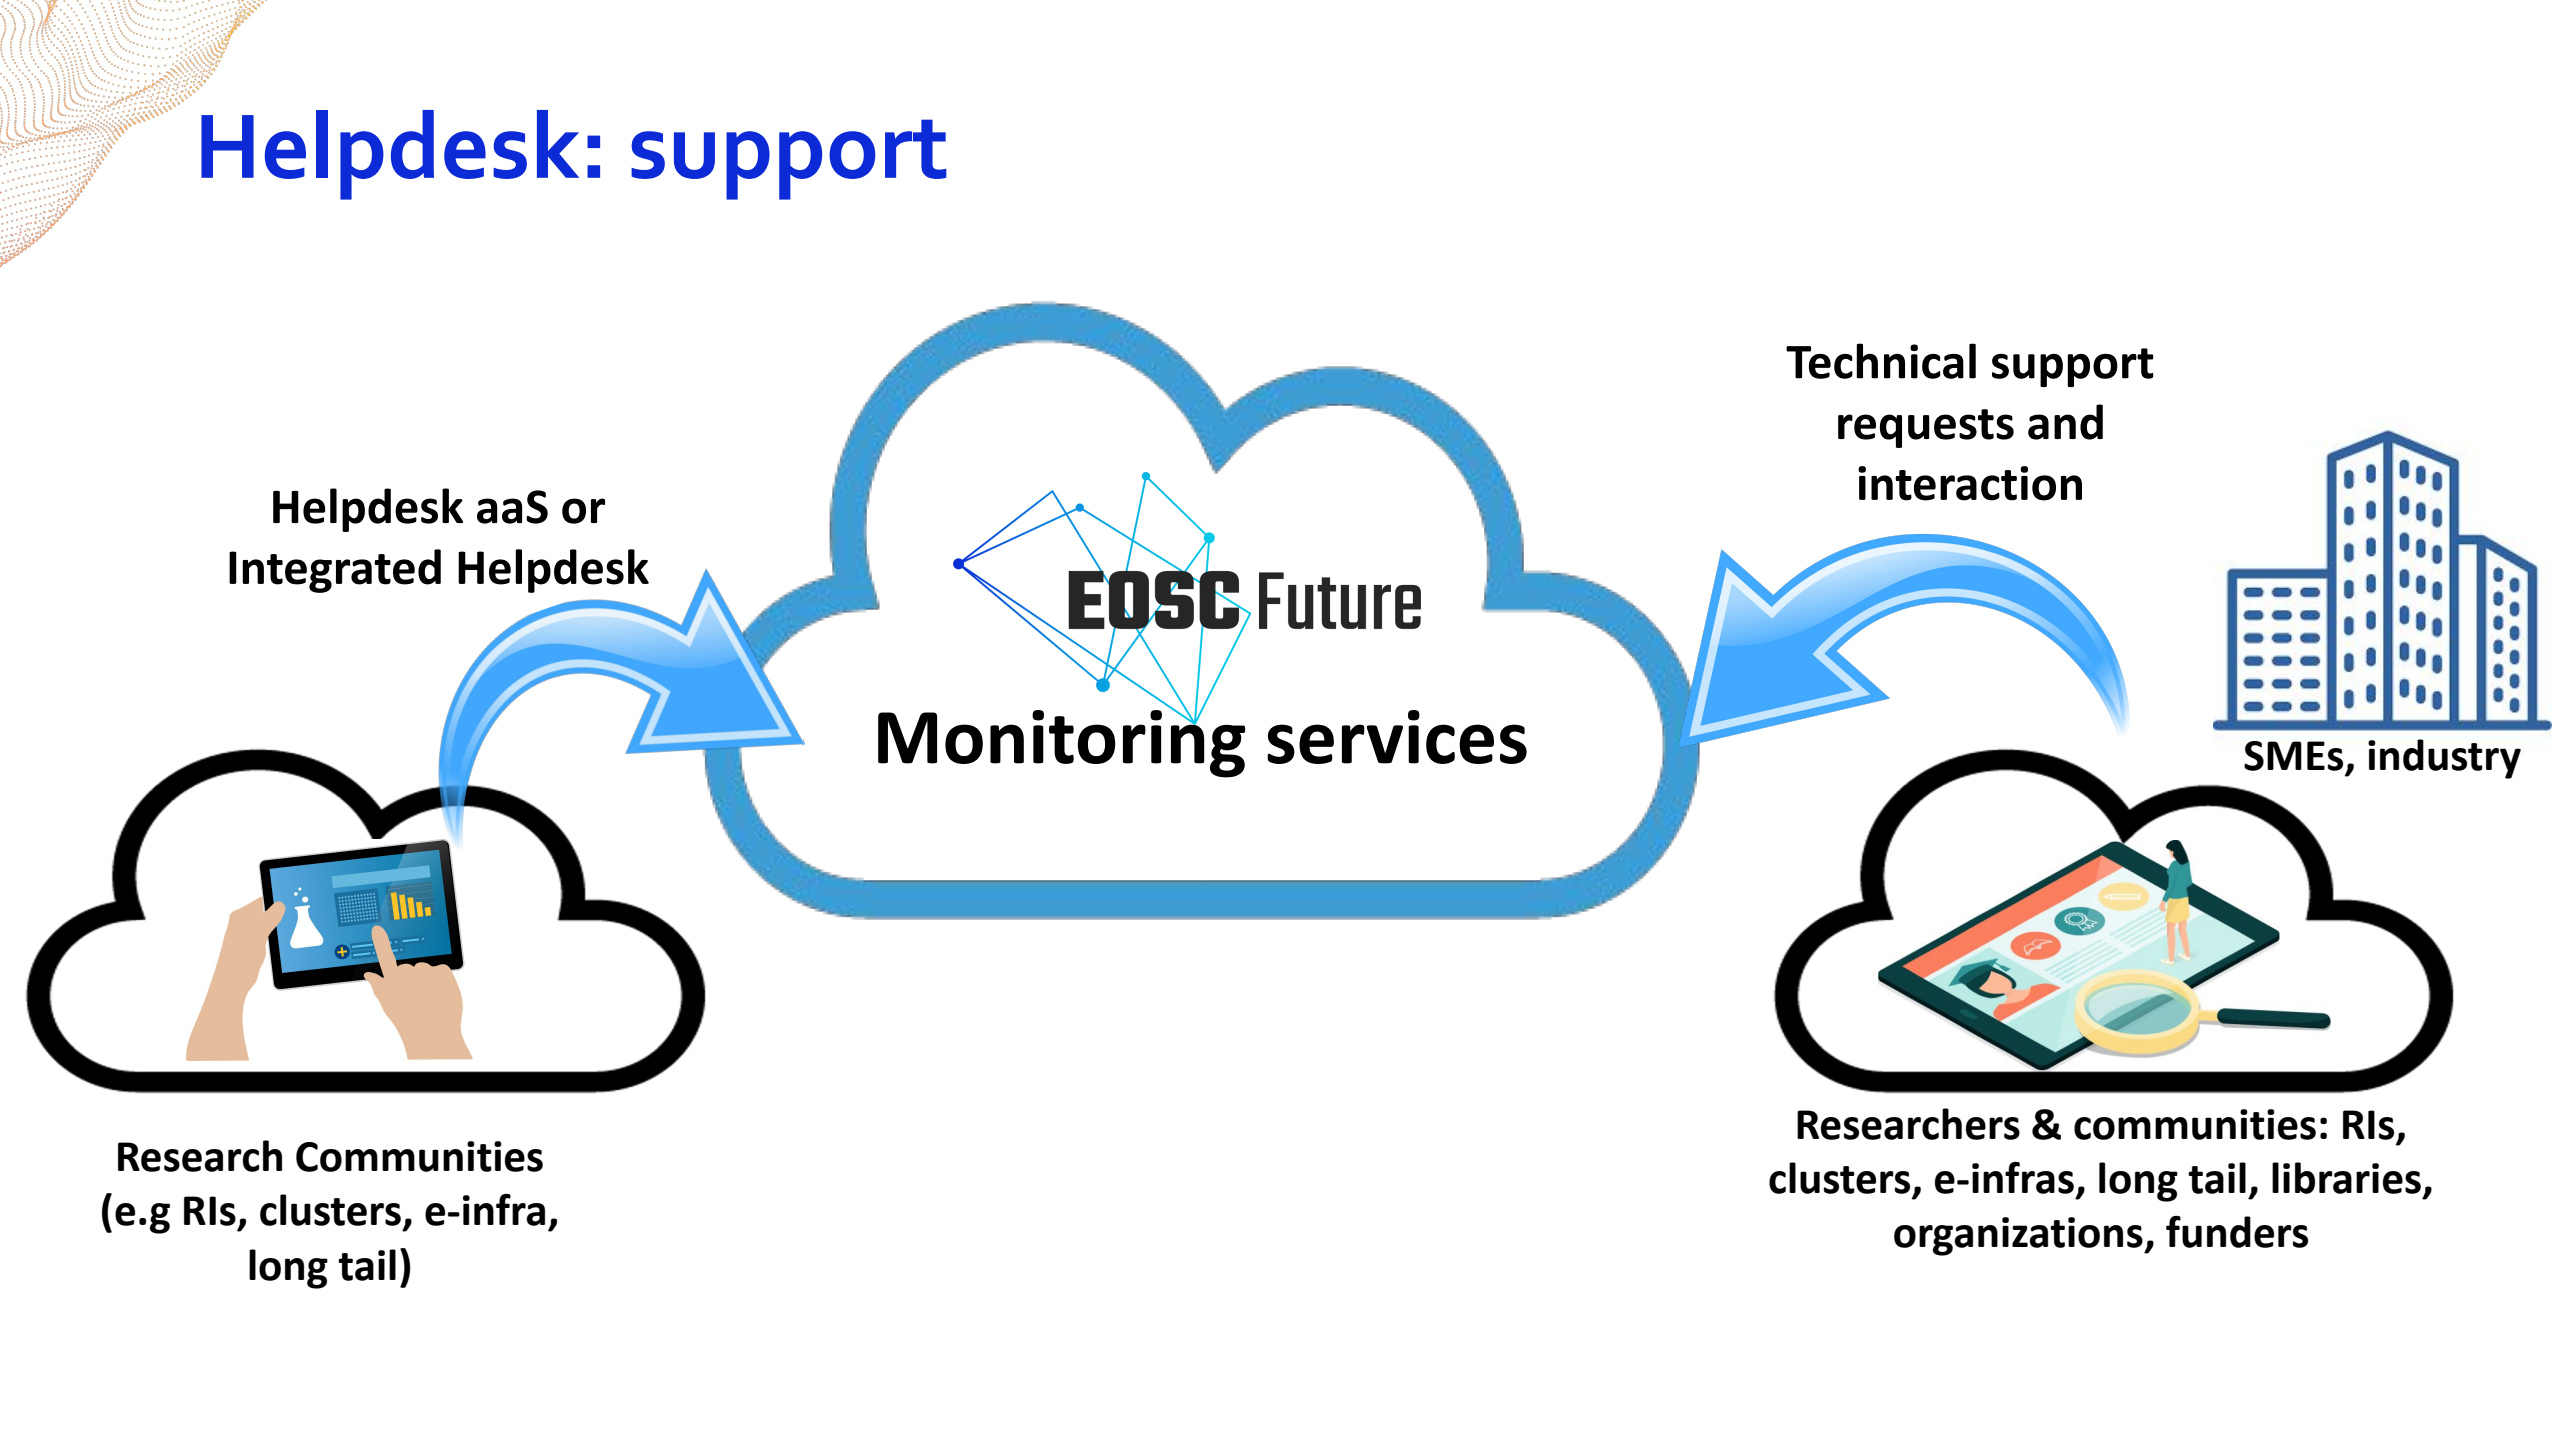 Helpdesk: support
Helpdesk aaS or
Integrated Helpdesk
EOSC Future
Monitoring services
Technical support
requests and
interaction
SMEs, industry
Research Communities
(e.g RIs, clusters, e-infra,
long tail)
Researchers & communities: RIs,
clusters, e-infras, long tail, libraries,
organizations, funders